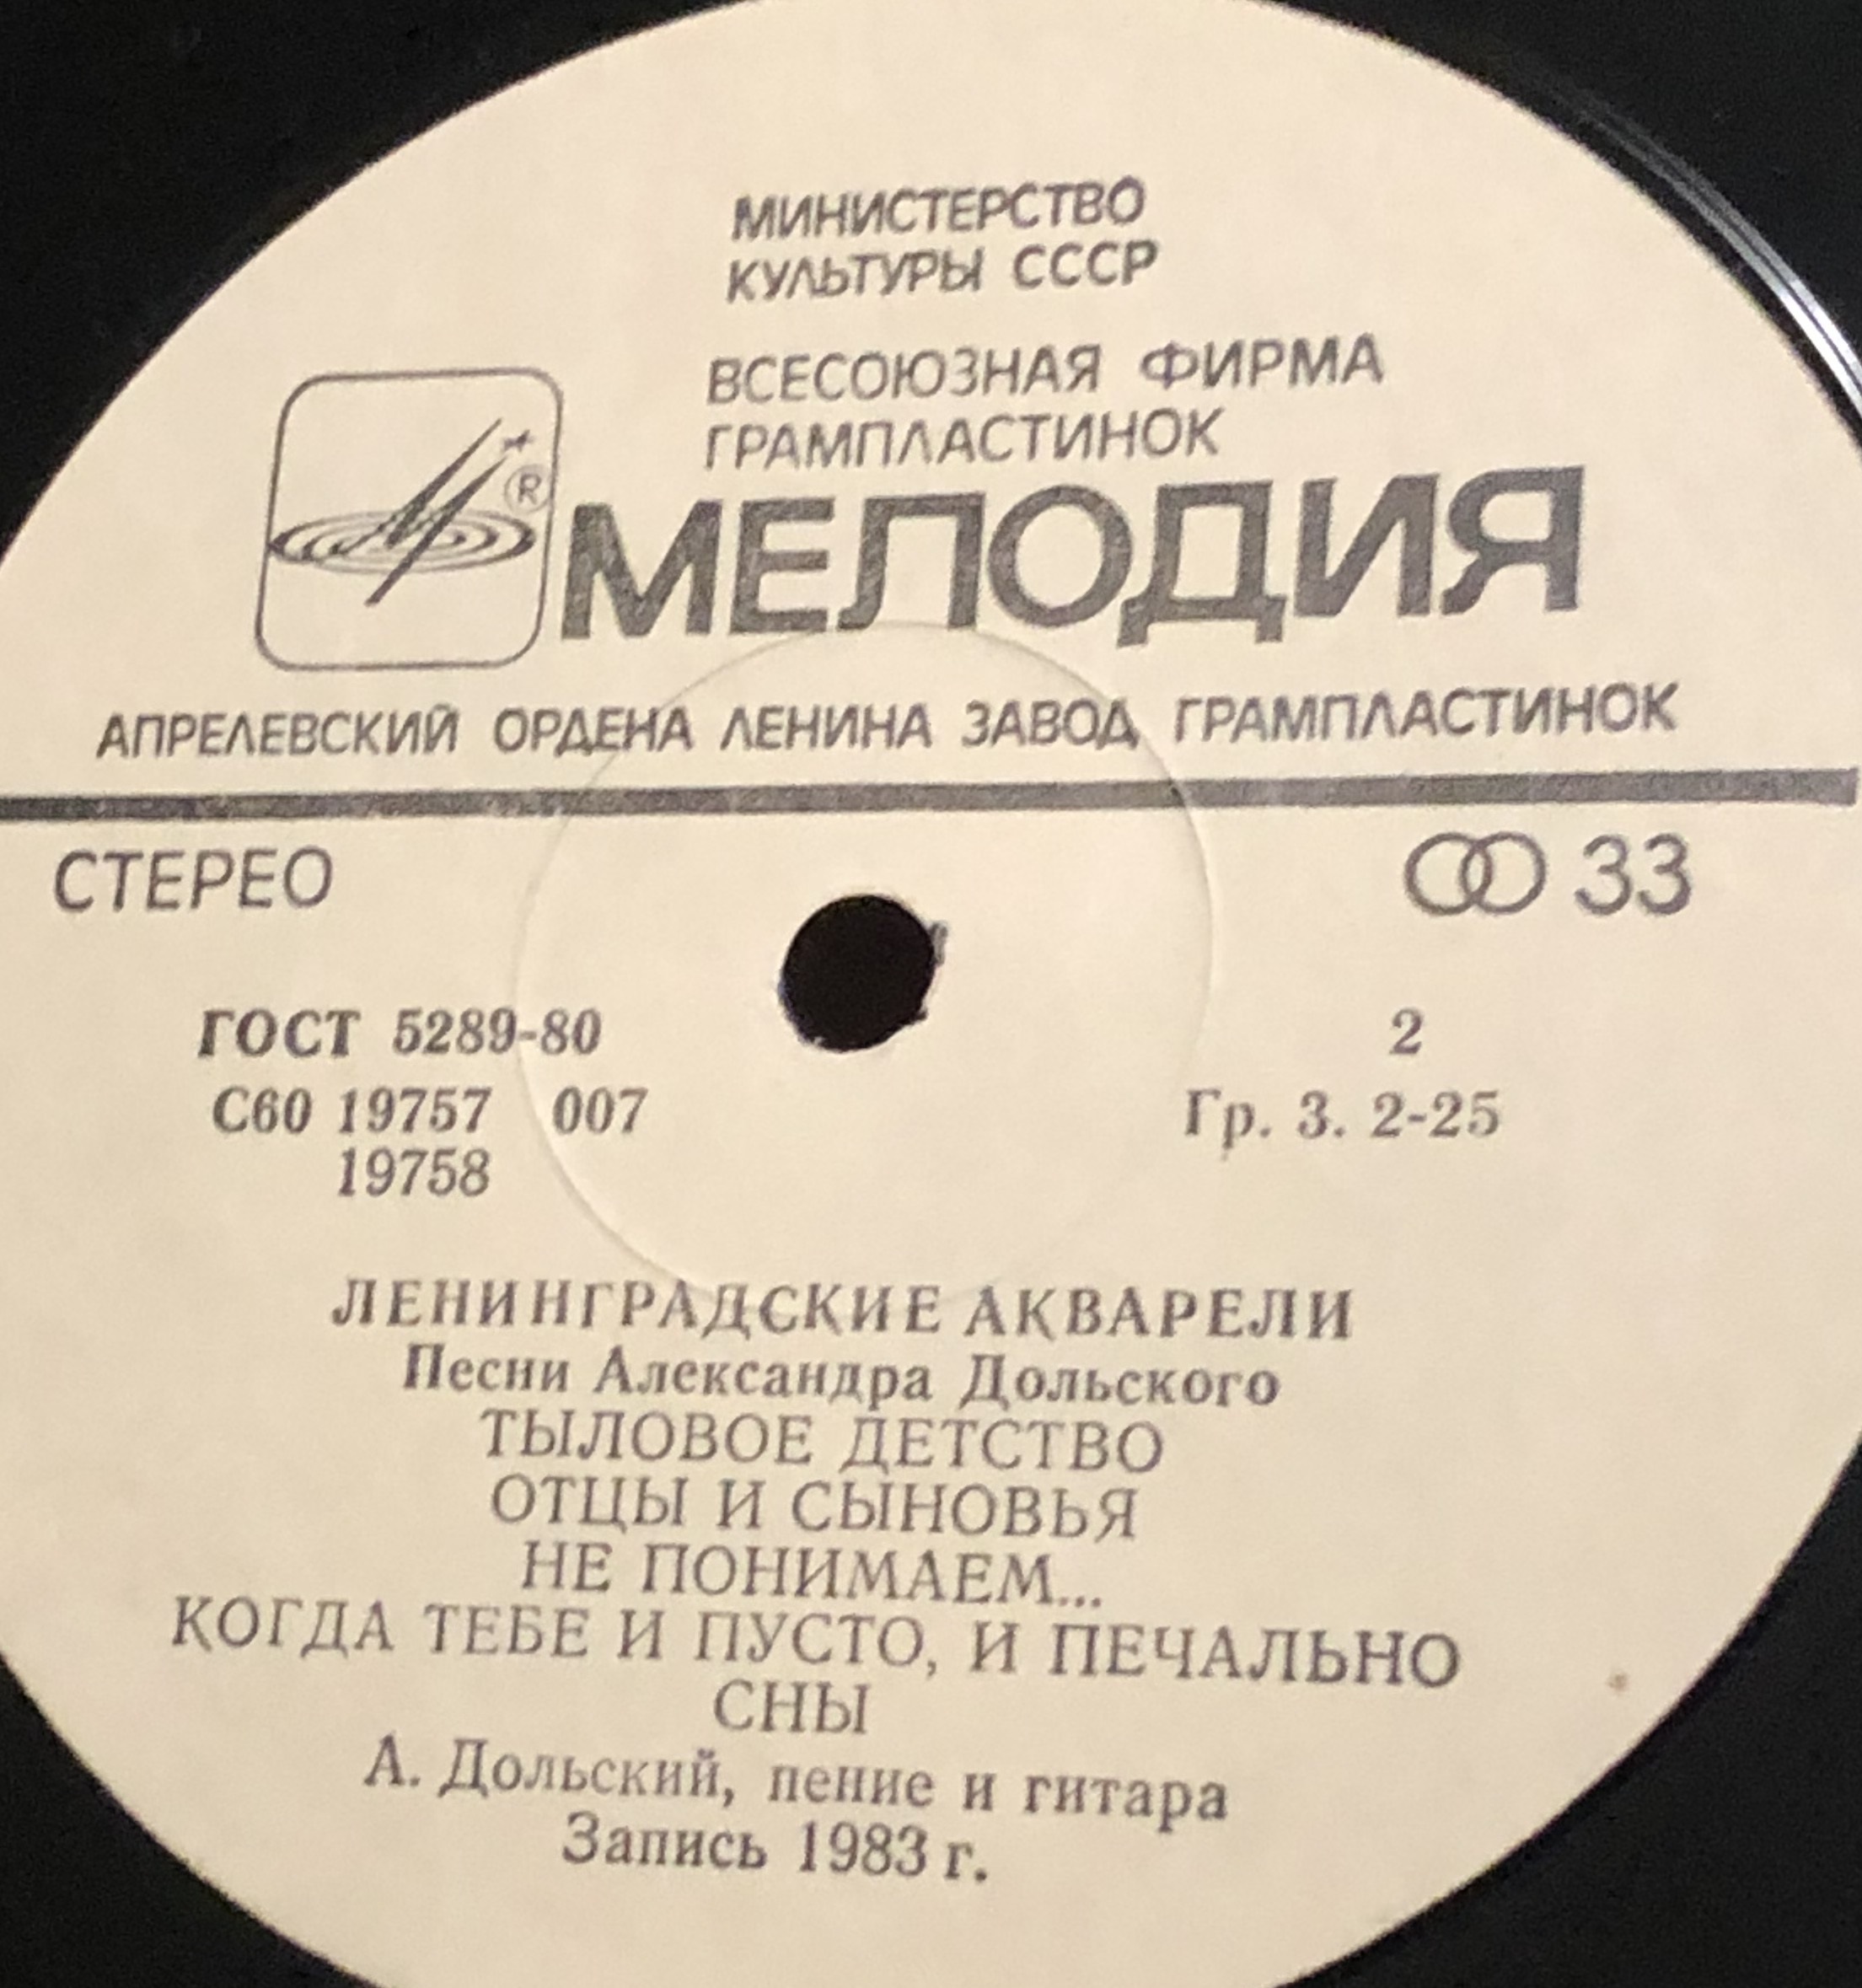 МИНИСТЕРСТВО
КУЛЬТУРЫ СССР
ВСЕСОЮЗНАЯ ФИРМА
ГРАМПЛАСТИНОК
®
МЕЛОДИЯ
АПРЕЛЕВСКИЙ ОРДЕНА ЛЕНИНА ЗАВОД ГРАМПЛАСТИНОК
СТЕРЕО 33
ГОСТ 5289-80 2
С60 19757 007 Гр. 3. 2-25
19758
ЛЕНИНГРАДСКИЕ АКВАРЕЛИ
Песни Александра Дольского
ТЫЛОВОЕ ДЕТСТВО
ОТЦЫ И СЫНОВЬЯ
НЕ ПОНИМАЕМ...
КОГДА ТЕБЕ И ПУСТО, И ПЕЧАЛЬНО
СНЫ
А. Дольский, пение и гитара
Запись 1983 г.